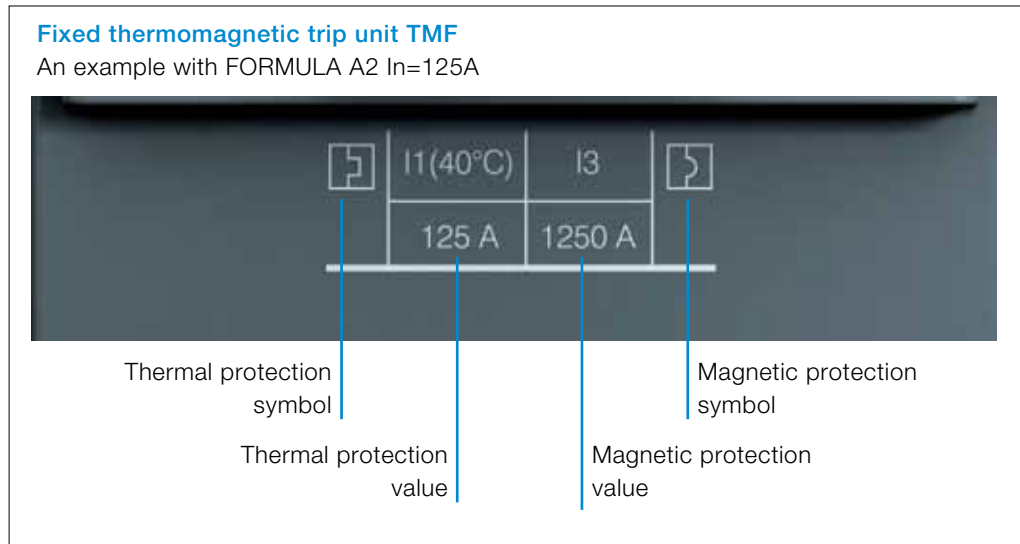 Fixed thermomagnetic trip unit TMF
An example with FORMULA A2 In=125A
I1(40°C) I3
125 A 1250 A
Thermal protection
symbol
Magnetic protection
symbol
Thermal protection
value
Magnetic protection
value